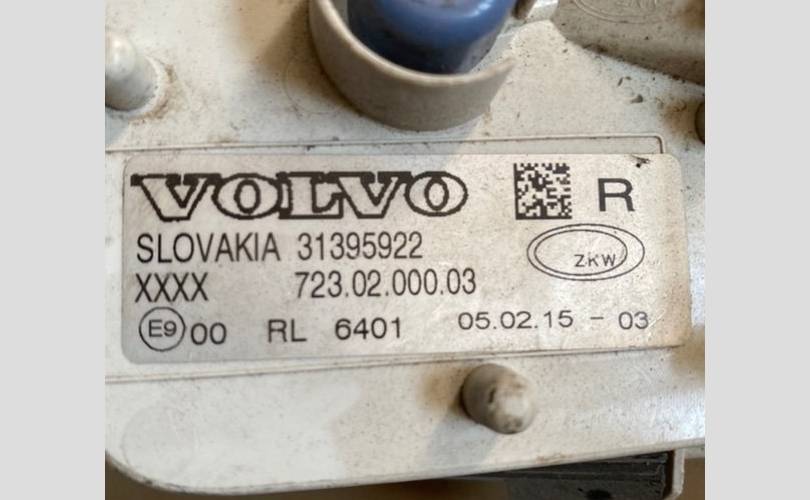 VOLVO R
SLOVAKIA 31395922 ZKW
XXXX 723.02.000.03
E9 00 RL 6401 05.02.15 - 03